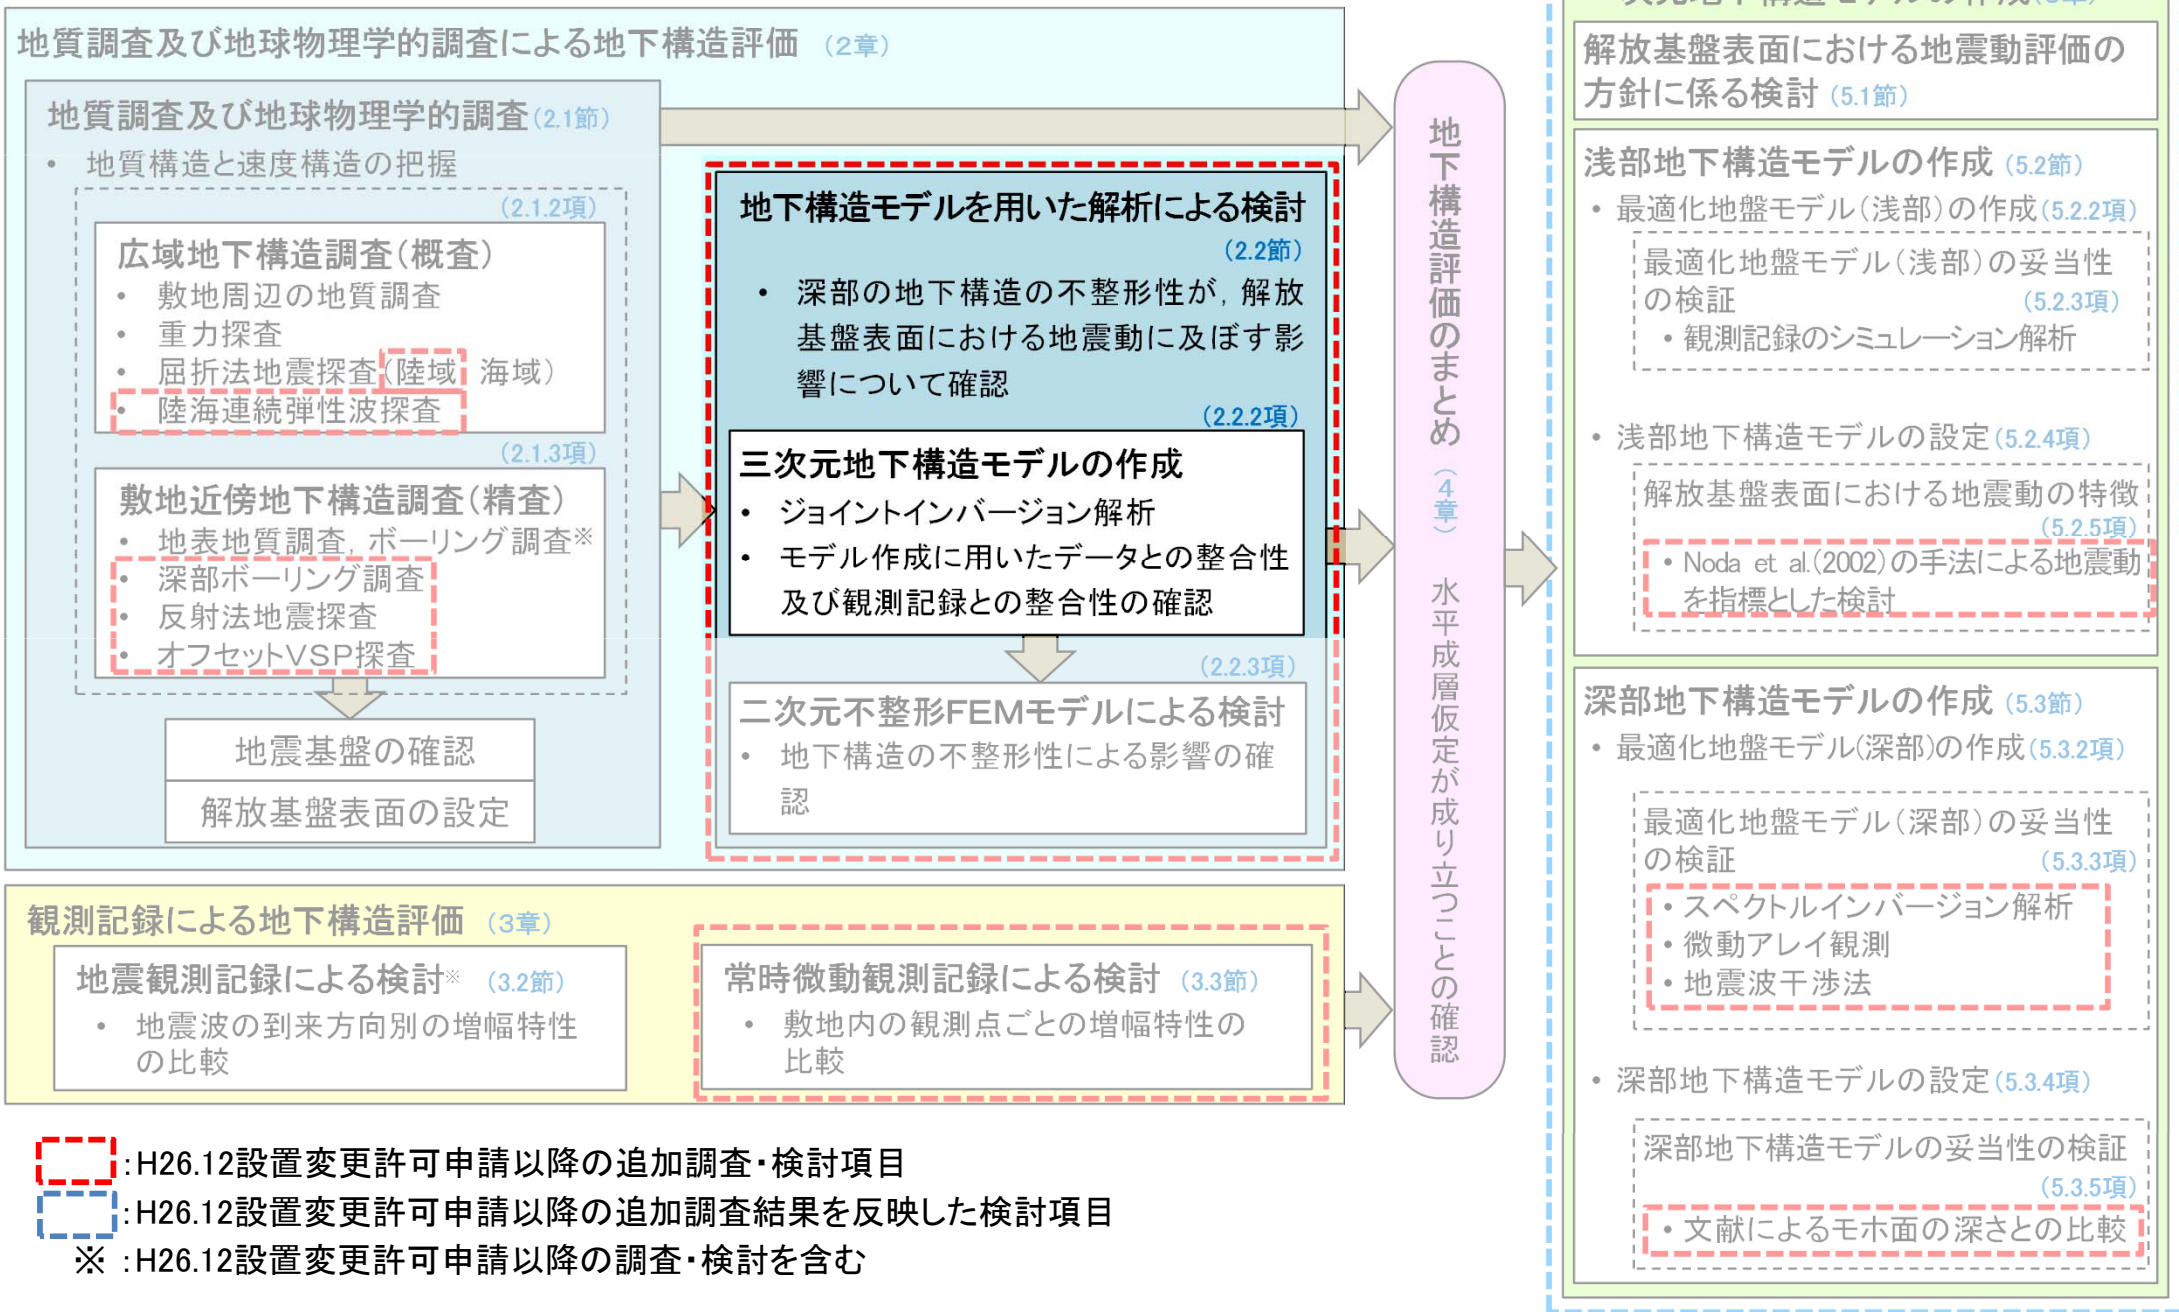 地質調査及び地球物理学的調査による地下構造評価 （2章）
地質調査及び地球物理学的調査（2.1節）
• 地質構造と速度構造の把握
（2.1.2項）
広域地下構造調査（概査）
• 敷地周辺の地質調査
• 重力探査
• 屈折法地震探査（陸域 海域）
• 陸海連続弾性波探査
（2.1.3項）
敷地近傍地下構造調査（精査）
• 地表地質調査，ボーリング調査※
• 深部ボーリング調査
• 反射法地震探査
• オフセットVSP探査
地震基盤の確認
解放基盤表面の設定
地下構造モデルを用いた解析による検討
（2.2節）
• 深部の地下構造の不整形性が，解放
基盤表面における地震動に及ぼす影
響について確認
（2.2.2項）
三次元地下構造モデルの作成
• ジョイントインバージョン解析
• モデル作成に用いたデータとの整合性
及び観測記録との整合性の確認
（2.2.3項）
二次元不整形FEMモデルによる検討
• 地下構造の不整形性による影響の確
認
観測記録による地下構造評価 （3章）
地震観測記録による検討※ （3.2節）
• 地震波の到来方向別の増幅特性
の比較
常時微動観測記録による検討 （3.3節）
• 敷地内の観測点ごとの増幅特性の
比較
地下構造評価のまとめ（4章） 水平成層仮定が成り立つことの確認
解放基盤表面における地震動評価の
方針に係る検討（5.1節）
浅部地下構造モデルの作成（5.2節）
• 最適化地盤モデル（浅部）の作成（5.2.2項）
最適化地盤モデル（浅部）の妥当性
の検証 （5.2.3項）
• 観測記録のシミュレーション解析
• 浅部地下構造モデルの設定（5.2.4項）
解放基盤表面における地震動の特徴
（5.2.5項）
• Noda et al.（2002）の手法による地震動
を指標とした検討
深部地下構造モデルの作成（5.3節）
• 最適化地盤モデル(深部)の作成（5.3.2項）
最適化地盤モデル（深部）の妥当性
の検証 （5.3.3項）
• スペクトルインバージョン解析
• 微動アレイ観測
• 地震波干渉法
• 深部地下構造モデルの設定（5.3.4項）
深部地下構造モデルの妥当性の検証
（5.3.5項）
• 文献によるモホ面の深さとの比較
：H26.12設置変更許可申請以降の追加調査・検討項目
：H26.12設置変更許可申請以降の追加調査結果を反映した検討項目
※ ：H26.12設置変更許可申請以降の調査・検討を含む